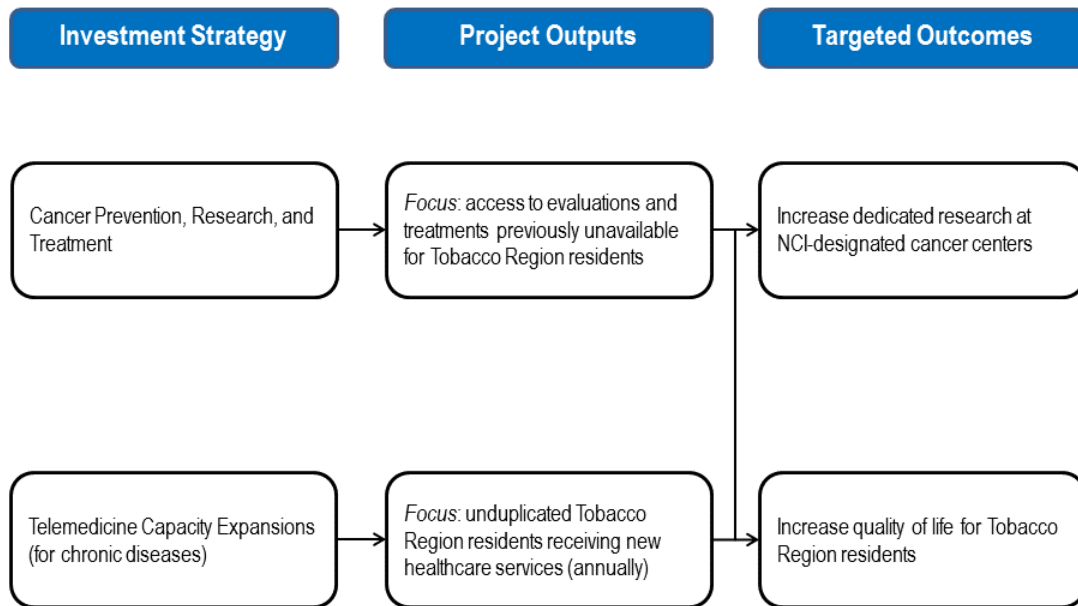 Investment Strategy
Project Outputs
Targeted Outcomes
Cancer Prevention, Research, and
Treatment
Focus: access to evaluations and
treatments previously unavailable
for Tobacco Region residents
Increase dedicated research at
NCI-designated cancer centers
Telemedicine Capacity Expansions
(for chronic diseases)
Focus: unduplicated Tobacco
Region residents receiving new
healthcare services (annually)
Increase quality of life for Tobacco
Region residents